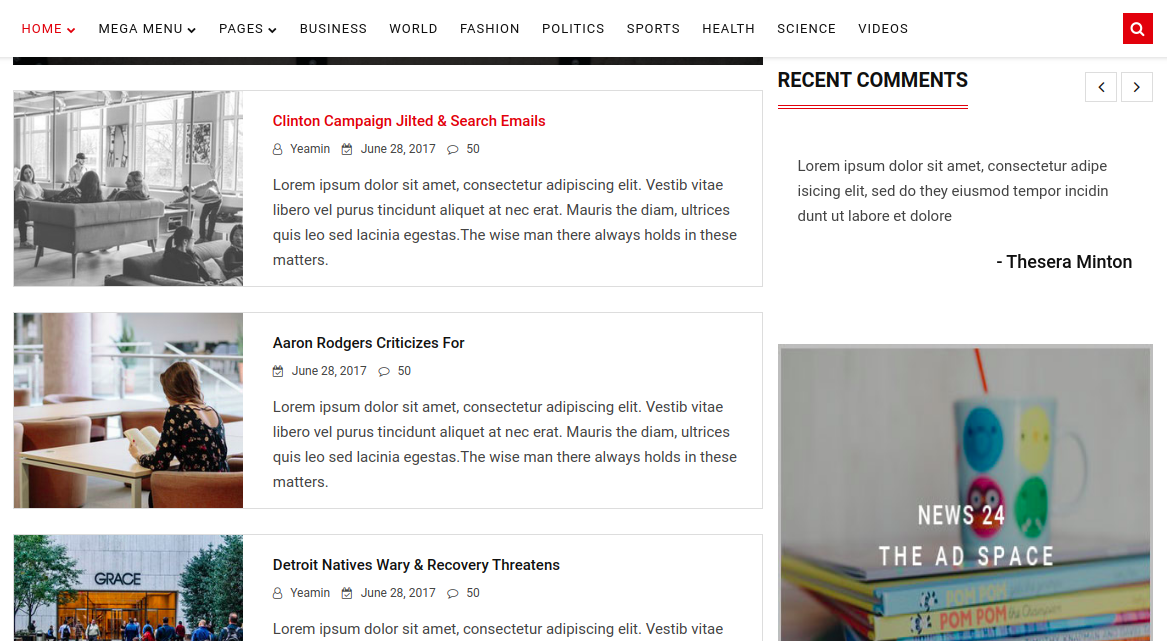 HOME MEGA MENU PAGES BUSINESS WORLD FASHION POLITICS SPORTS HEALTH SCIENCE VIDEOS
Clinton Campaign Jilted & Search Emails
Yeamin June 28, 2017 50
Lorem ipsum dolor sit amet, consectetur adipiscing elit. Vestib vitae
libero vel purus tincidunt aliquet at nec erat. Mauris the diam, ultrices
quis leo sed lacinia egestas.The wise man there always holds in these
matters.
Aaron Rodgers Criticizes For
June 28, 2017 50
Lorem ipsum dolor sit amet, consectetur adipiscing elit. Vestib vitae
libero vel purus tincidunt aliquet at nec erat. Mauris the diam, ultrices
quis leo sed lacinia egestas.The wise man there always holds in these
matters.
GRACE
Detroit Natives Wary & Recovery Threatens
Yeamin June 28, 2017 50
Lorem ipsum dolor sit amet, consectetur adipiscing elit. Vestib vitae
RECENT COMMENTS
Lorem ipsum dolor sit amet, consectetur adipe
isicing elit, sed do they eiusmod tempor incidin
dunt ut labore et dolore
- Thesera Minton
NEWS 24
THE AD SPACE
POM POM
POM POM the Champion